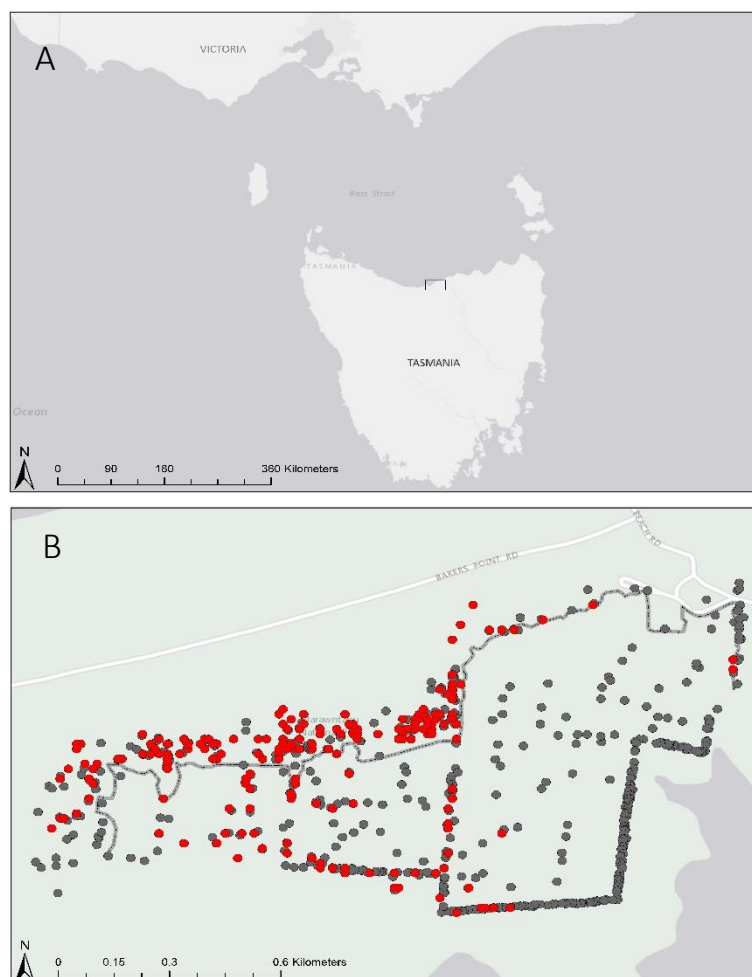 A
VICTORIA
Bass Strait
TASMANIA
TASMANIA
Ocean
N
0 90 180 360 Kilometers
B
BEACH RD
BAKERS POINT RD
N
0 0.15 0.3 0.6 Kilometers